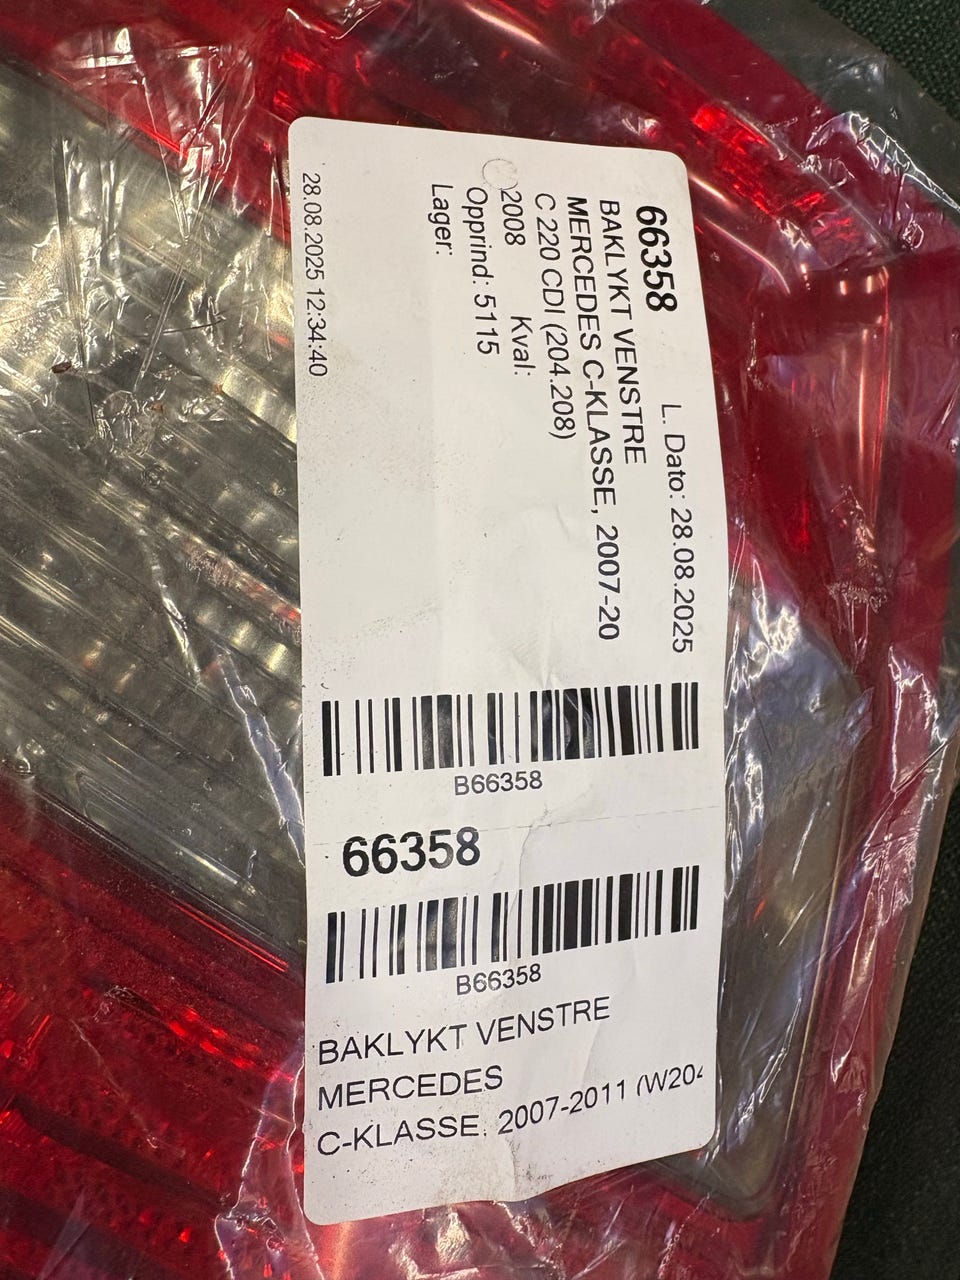 66358 L. Dato: 28.08.2025
BAKLYKT VENSTRE
MERCEDES C-KLASSE, 2007-20
C 220 CDI (204.208)
2008 Kval:
Opprind: 5115
Lager:
28.08.2025 12:34:40
B66358
66358
B66358
BAKLYKT VENSTRE
MERCEDES
C-KLASSE, 2007-2011 (W204